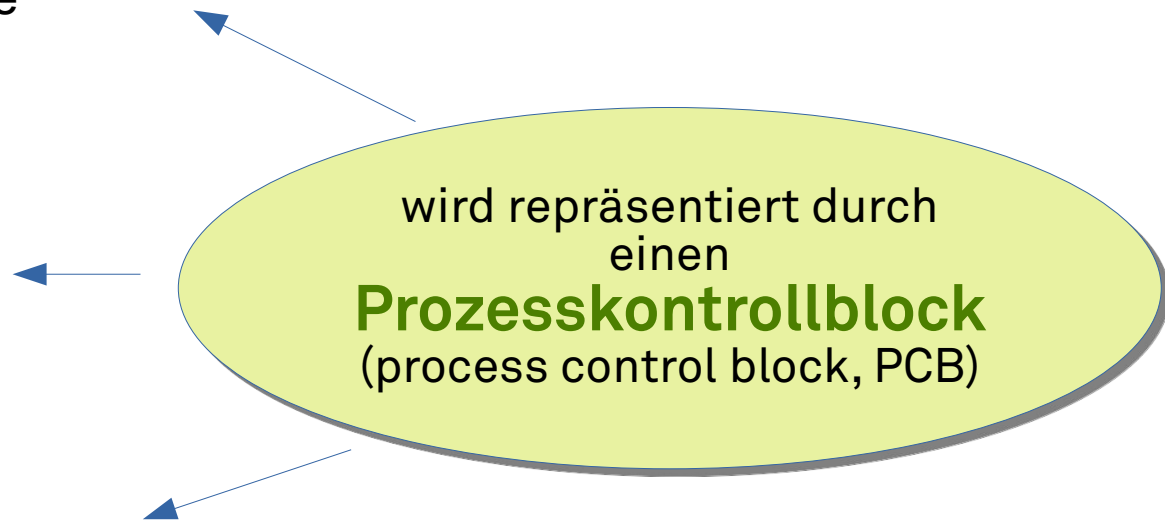 e
wird repräsentiert durch
einen
Prozesskontrollblock
(process control block, PCB)